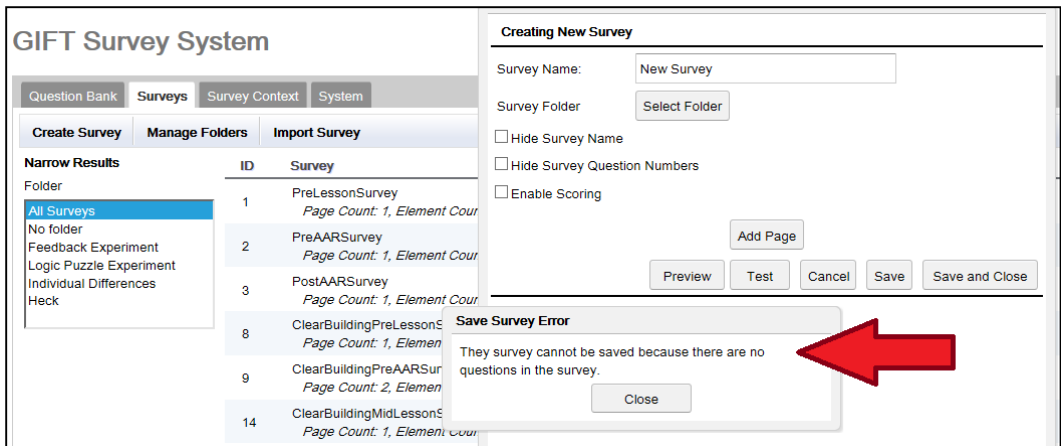 GIFT Survey System
Question Bank
Surveys
Survey Context
System
Create Survey
Manage Folders
Import Survey
Narrow Results
Folder
All Surveys
No folder
Feedback Experiment
Logic Puzzle Experiment
Individual Differences
Heck
ID Survey
1 PreLessonSurvey
Page Count: 1, Element Cour
2 PreAARSurvey
Page Count: 1, Element Cour
3 PostAARSurvey
Page Count: 1, Element Cour
8 ClearBuildingPreLessonS
Page Count: 1, Elemen
9 ClearBuildingPreAARSur
Page Count: 2, Elemen
14 ClearBuildingMidLessonS
Page Count: 1, Element Cour
Creating New Survey
Survey Name: New Survey
Survey Folder Select Folder
Hide Survey Name
Hide Survey Question Numbers
Enable Scoring
Add Page
Preview Test Cancel Save Save and Close
Save Survey Error
They survey cannot be saved because there are no
questions in the survey.
Close